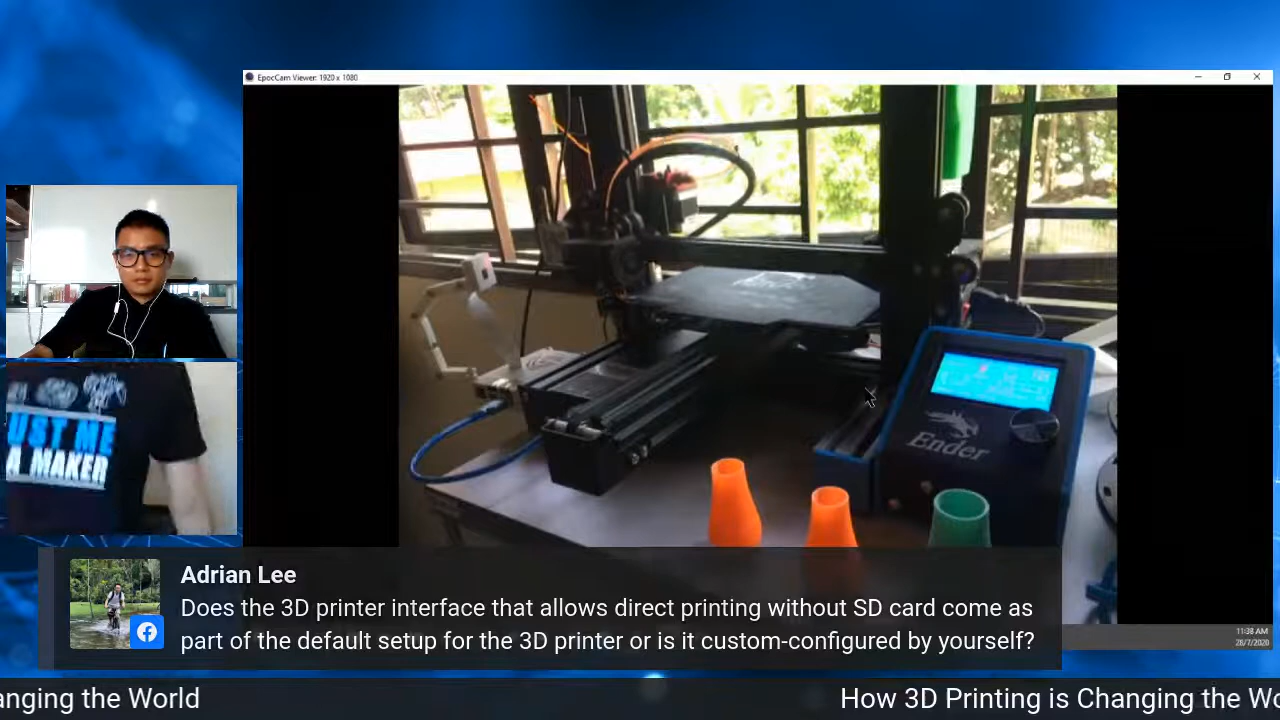 EpocCam Viewer: 1920 x 1080
UST ME
A MAKER
Ender
Adrian Lee
Does the 3D printer interface that allows direct printing without SD card come as
part of the default setup for the 3D printer or is it custom-configured by yourself?
11:38 AM
28/7/2020
anging the World
How 3D Printing is Changing the Wo